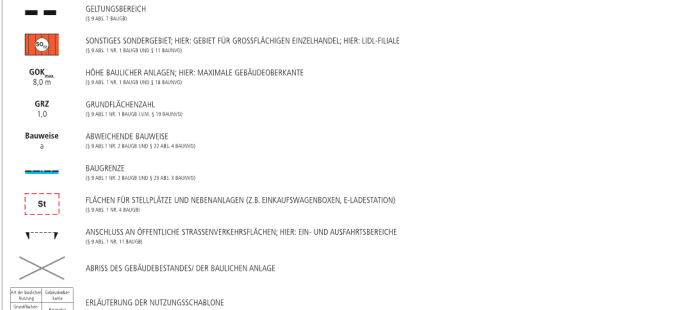 GELTUNGSBEREICH
(§ 9 ABS. 7 BAUGB)
SO
SONSTIGES SONDERGEBIET; HIER: GEBIET FÜR GROSSFLÄCHIGEN EINZELHANDEL; HIER: LIDL-FILIALE
(§ 9 ABS. 1 NR. 1 BAUGB UND § 11 BAUNVO)
GOK max.
8,0 m
HÖHE BAULICHER ANLAGEN; HIER: MAXIMALE GEBÄUDEOBERKANTE
(§ 9 ABS. 1 NR. 1 BAUGB UND § 18 BAUNVO)
GRZ
1,0
GRUNDFLÄCHENZAHL
(§ 9 ABS.1 NR. 1 BAUGB I.V.M. § 19 BAUNVO)
Bauweise
a
ABWEICHENDE BAUWEISE
(§ 9 ABS. 1 NR. 2 BAUGB UND § 22 ABS. 4 BAUNVO)
BAUGRENZE
(§ 9 ABS.1 NR. 2 BAUGB UND § 23 ABS. 3 BAUNVO)
St
FLÄCHEN FÜR STELLPLÄTZE UND NEBENANLAGEN (Z.B. EINKAUFSWAGENBOXEN, E-LADESTATION)
(§ 9 ABS. 1 NR. 4 BAUGB)
ANSCHLUSS AN ÖFFENTLICHE STRASSENVERKEHRSFLÄCHEN; HIER: EIN- UND AUSFAHRTSBEREICHE
(§ 9 ABS. 1 NR. 11 BAUGB)
ABRISS DES GEBÄUDEBESTANDES/ DER BAULICHEN ANLAGE
Art der baulichen Nutzung
Gebäudeober-
kante
Grundflächen-
ERLÄUTERUNG DER NUTZUNGSSCHABLONE